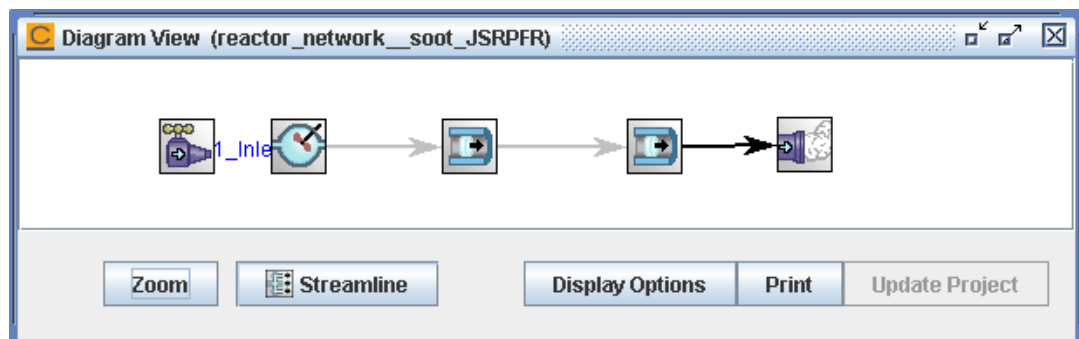 Diagram View (reactor_network__soot_JSRPFR)
1_Inle
Zoom Streamline Display Options Print Update Project